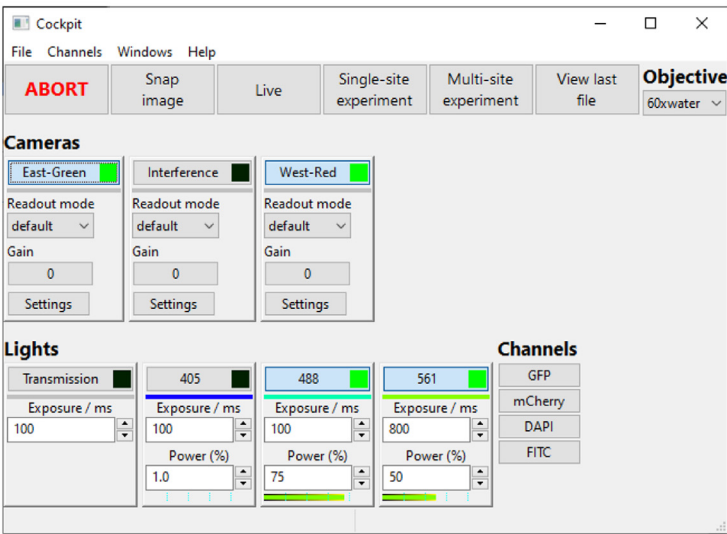 Cockpit
File Channels Windows Help
ABORT
Snap
image
Live
Single-site
experiment
Multi-site
experiment
View last
file
Objective
60xwater
Cameras
East-Green
Readout mode
default
Gain
0
Settings
Interference
Readout mode
default
Gain
0
Settings
West-Red
Readout mode
default
Gain
0
Settings
Lights
Transmission
Exposure / ms
100
405
Exposure / ms
100
Power (%)
1.0
488
Exposure / ms
100
Power (%)
75
561
Exposure / ms
800
Power (%)
50
Channels
GFP
mCherry
DAPI
FITC